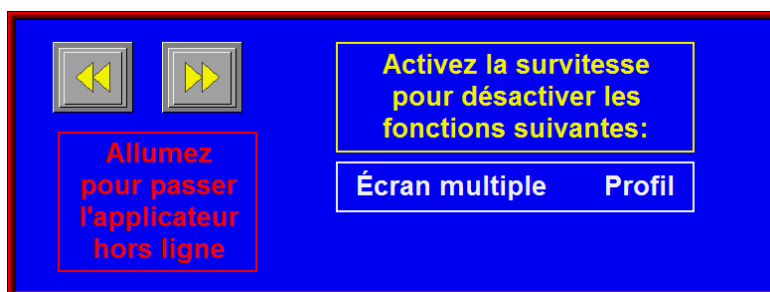 Activez la survitesse
pour désactiver les
fonctions suivantes:
Allumez
pour passer
l'applicateur
hors ligne
Écran multiple Profil